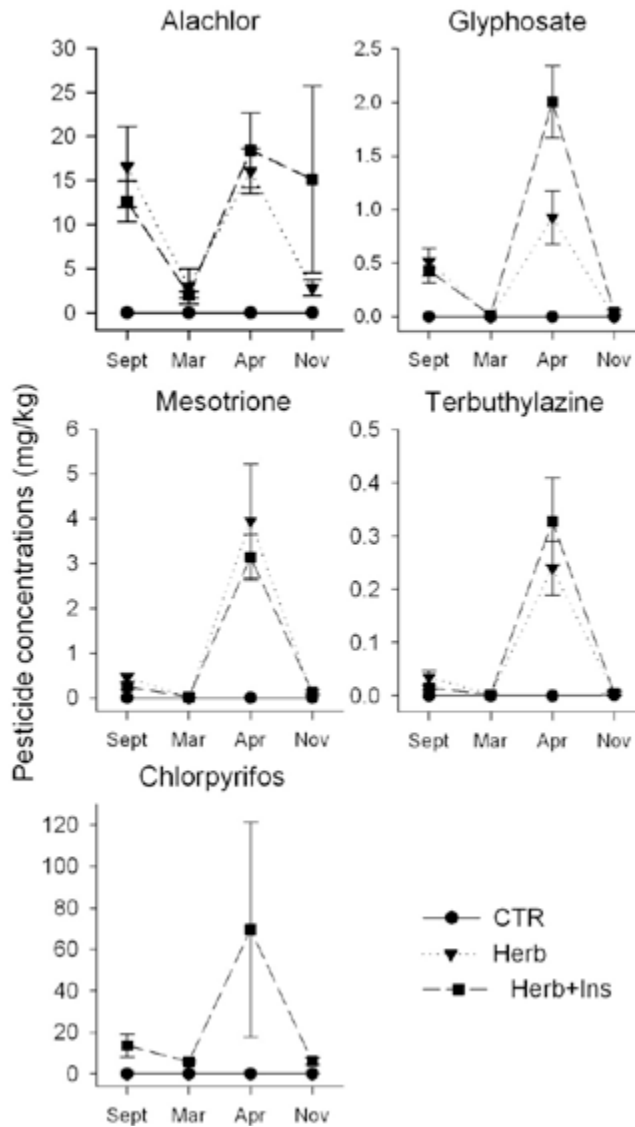 Alachlor
30
25
20
15
10
5
0
Sept Mar Apr Nov
Glyphosate
2.5
2.0
1.5
1.0
0.5
0.0
Sept Mar Apr Nov
Pesticide concentrations (mg/kg)
Mesotrione
6
5
4
3
2
1
0
Sept Mar Apr Nov
Terbuthylazine
0.5
0.4
0.3
0.2
0.1
0.0
Sept Mar Apr Nov
Chlorpyrifos
120
100
80
60
40
20
0
Sept Mar Apr Nov
CTR
Herb
Herb+Ins